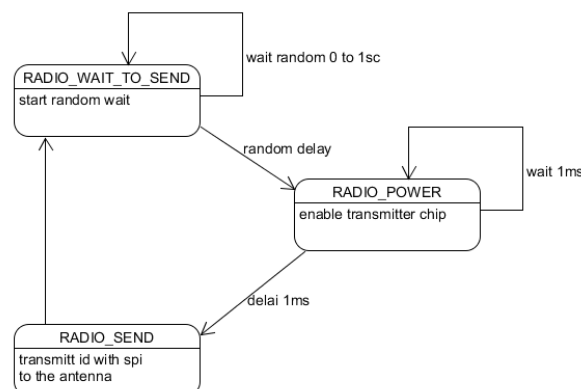 RADIO_WAIT_TO_SEND
start random wait
wait random 0 to 1sc
random delay
RADIO_POWER
enable transmitter chip
wait 1ms
delai 1ms
RADIO_SEND
transmitt id with spi
to the antenna